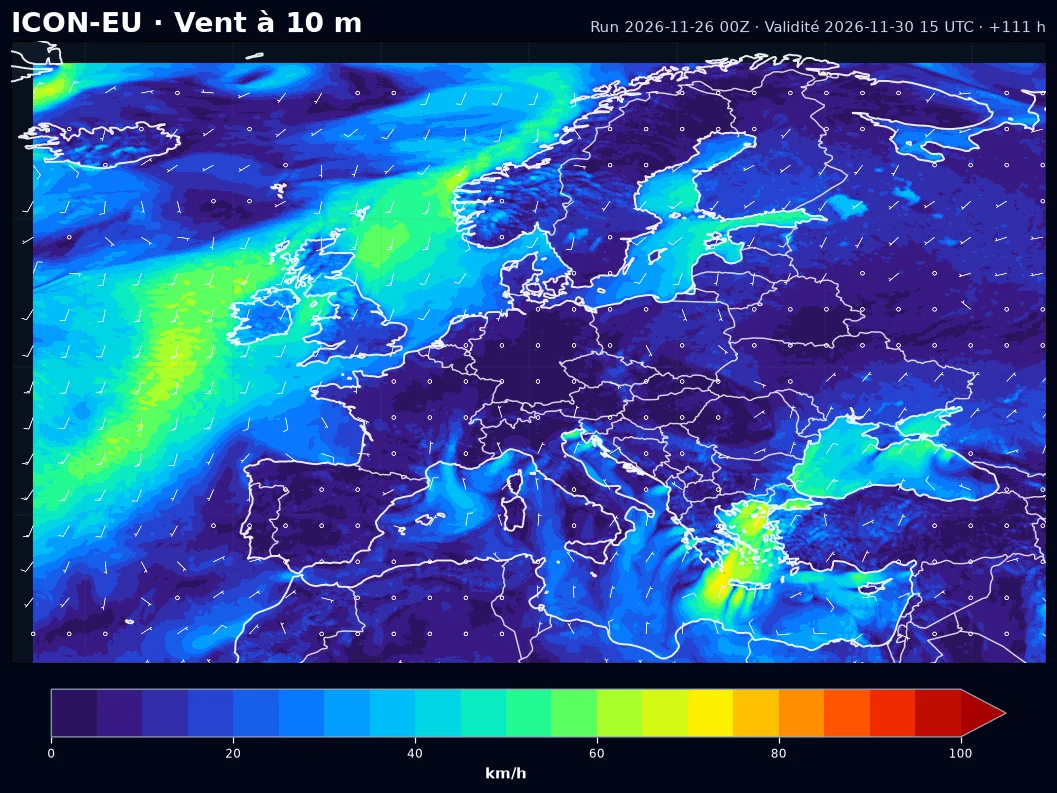 ICON-EU · Vent à 10 m
Run 2026-11-26 00Z · Validité 2026-11-30 15 UTC · +111 h
0 20 40 60 80 100
km/h